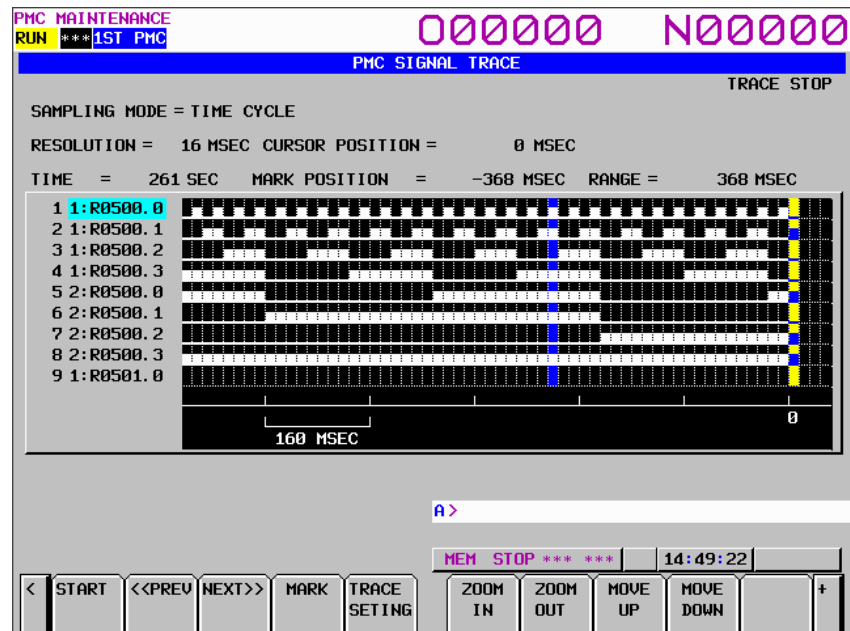 PMC MAINTENANCE
RUN ***1ST PMC O00000 N00000
PMC SIGNAL TRACE
TRACE STOP
SAMPLING MODE = TIME CYCLE
RESOLUTION = 16 MSEC CURSOR POSITION = 0 MSEC
TIME = 261 SEC MARK POSITION = -368 MSEC RANGE = 368 MSEC
1 1:R0500.0
2 1:R0500.1
3 1:R0500.2
4 1:R0500.3
5 2:R0500.0
6 2:R0500.1
7 2:R0500.2
8 2:R0500.3
9 1:R0501.0
0
160 MSEC
A>
MEM STOP *** *** 14:49:22
< START <<PREV NEXT>> MARK TRACE SETING ZOOM IN ZOOM OUT MOVE UP MOVE DOWN +